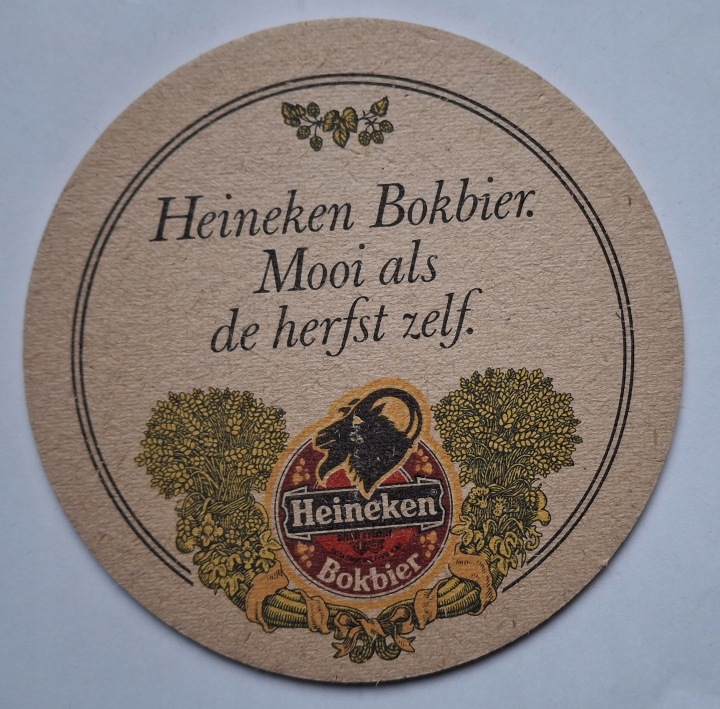 Heineken Bokbier.
Mooi als
de herfst zelf.
Heineken®
Bokbier